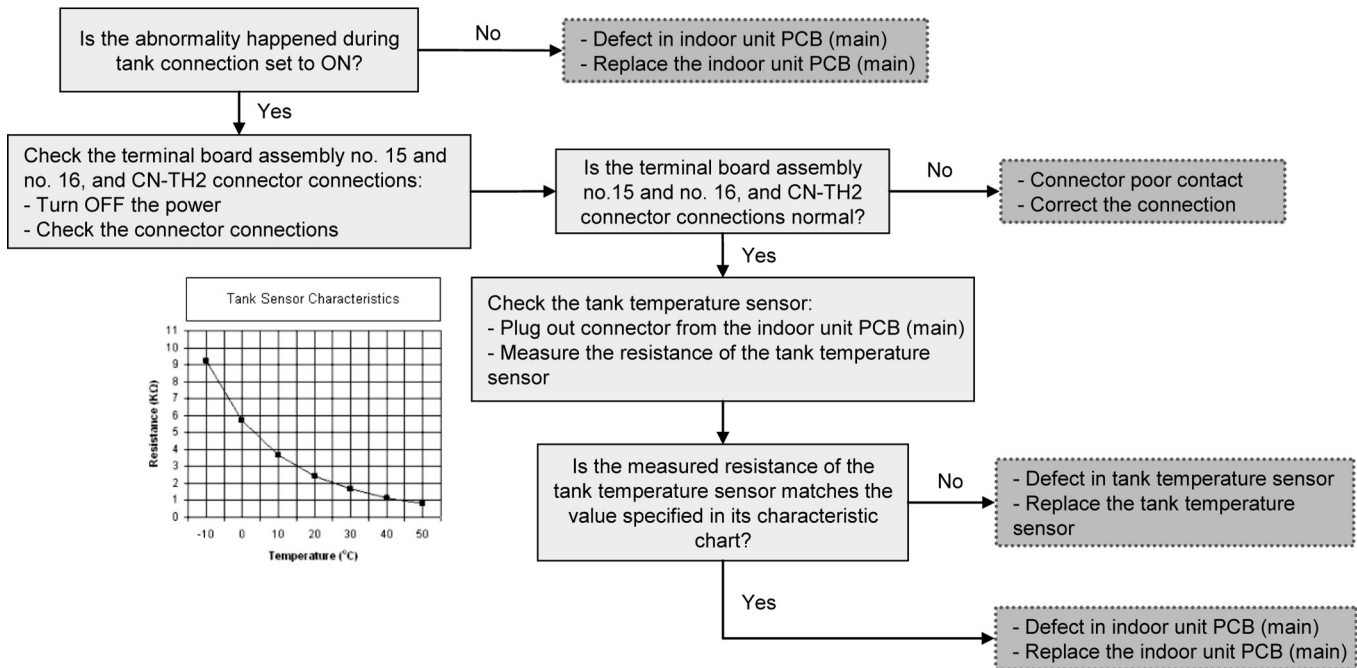 Is the abnormality happened during
tank connection set to ON?
No
- Defect in indoor unit PCB (main)
- Replace the indoor unit PCB (main)
Yes
Check the terminal board assembly no. 15 and
no. 16, and CN-TH2 connector connections:
- Turn OFF the power
- Check the connector connections
Is the terminal board assembly
no.15 and no. 16, and CN-TH2
connector connections normal?
No
- Connector poor contact
- Correct the connection
Yes
Check the tank temperature sensor:
- Plug out connector from the indoor unit PCB (main)
- Measure the resistance of the tank temperature
sensor
Tank Sensor Characteristics
Resistance (KΩ)
11
10
9
8
7
6
5
4
3
2
1
0
-10 0 10 20 30 40 50
Temperature (°C)
Is the measured resistance of the
tank temperature sensor matches the
value specified in its characteristic
chart?
No
- Defect in tank temperature sensor
- Replace the tank temperature
sensor
Yes
- Defect in indoor unit PCB (main)
- Replace the indoor unit PCB (main)